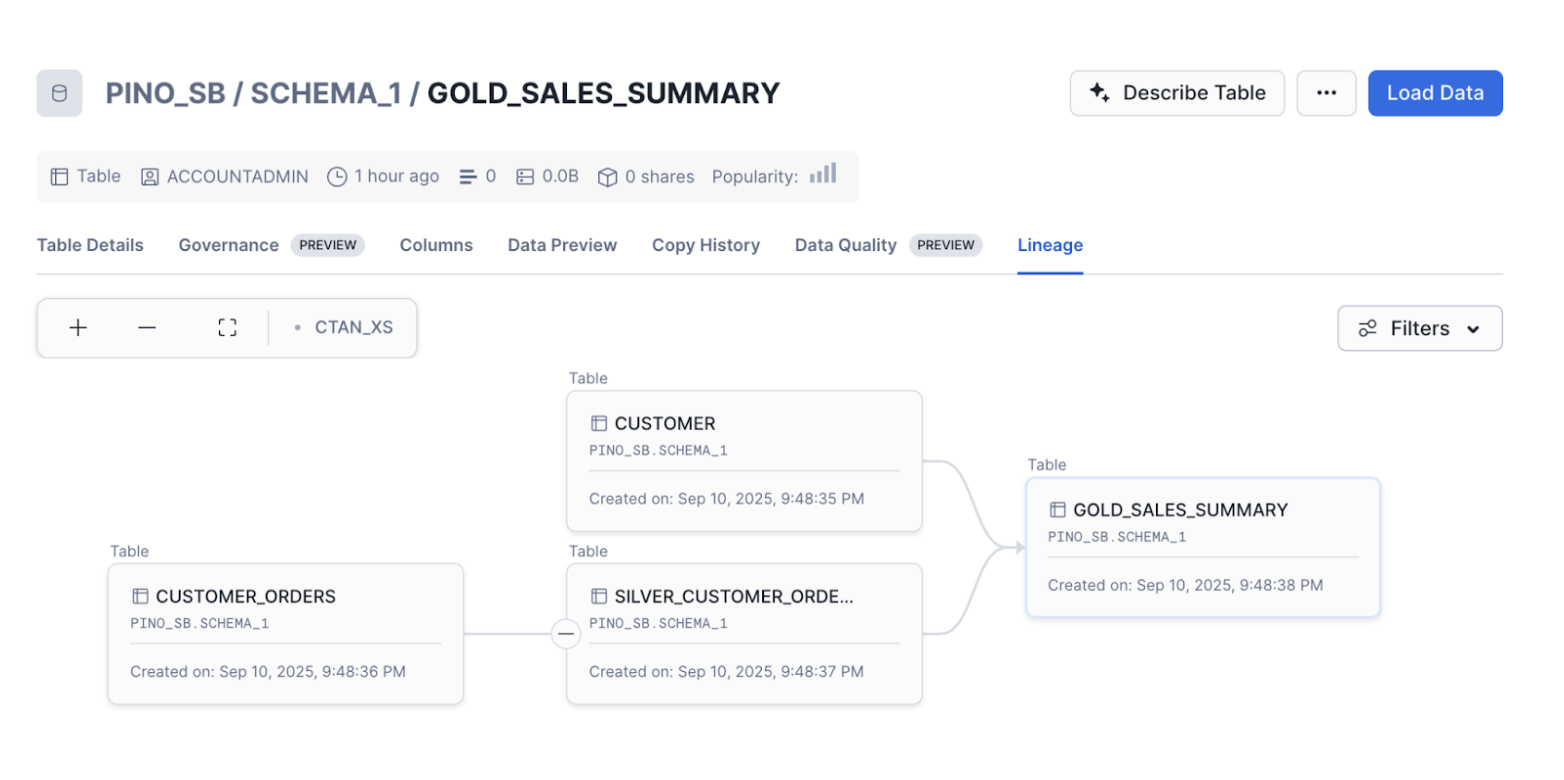 PINO_SB / SCHEMA_1 / GOLD_SALES_SUMMARY
Describe Table
...
Load Data
Table ACCOUNTADMIN 1 hour ago 0 0.0B 0 shares Popularity:
Table Details Governance PREVIEW Columns Data Preview Copy History Data Quality PREVIEW Lineage
CTAN_XS
Filters
Table
CUSTOMER
PINO_SB.SCHEMA_1
Created on: Sep 10, 2025, 9:48:35 PM
Table
GOLD_SALES_SUMMARY
PINO_SB.SCHEMA_1
Created on: Sep 10, 2025, 9:48:38 PM
Table
CUSTOMER_ORDERS
PINO_SB.SCHEMA_1
Created on: Sep 10, 2025, 9:48:36 PM
Table
SILVER_CUSTOMER_ORDE...
PINO_SB.SCHEMA_1
Created on: Sep 10, 2025, 9:48:37 PM